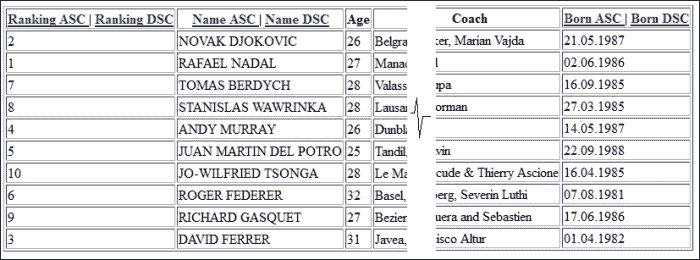 Ranking ASC | Ranking DSC Name ASC | Name DSC Age Coach Born ASC | Born DSC
2 NOVAK DJOKOVIC 26 Belgra Marian Vajda 21.05.1987
1 RAFAEL NADAL 27 Manac 02.06.1986
7 TOMAS BERDYCH 28 Valass 16.09.1985
8 STANISLAS WAWRINKA 28 Lausa orman 27.03.1985
4 ANDY MURRAY 26 Dunbl 14.05.1987
5 JUAN MARTIN DEL POTRO 25 Tandil, vin 22.09.1988
10 JO-WILFRIED TSONGA 28 Le Ma cude & Thierry Ascione 16.04.1985
6 ROGER FEDERER 32 Basel, erg, Severin Luthi 07.08.1981
9 RICHARD GASQUET 27 Bezier uera and Sebastien 17.06.1986
3 DAVID FERRER 31 Javea, isco Altur 01.04.1982